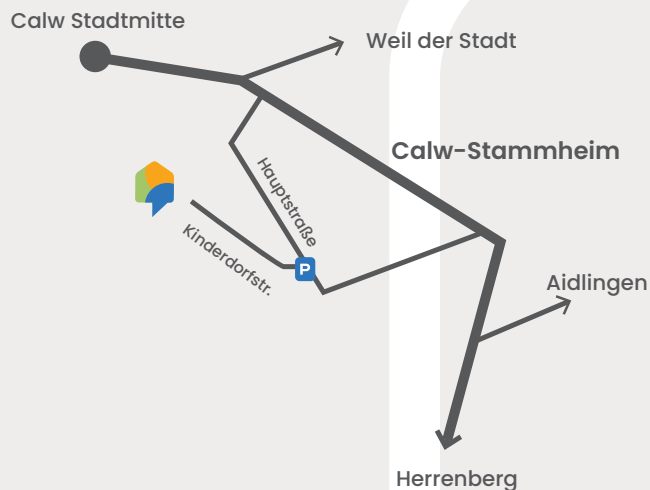 Calw Stadtmitte
Weil der Stadt
Calw-Stammheim
Hauptstraße
Kinderdorfstr.
P
Aidlingen
Herrenberg